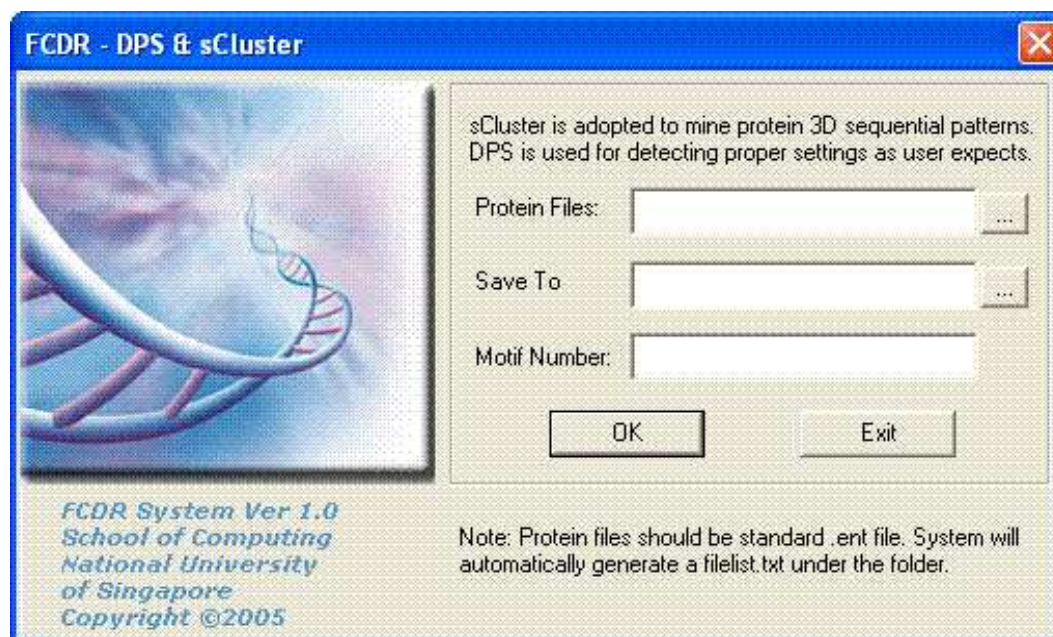 FCDR - DPS & sCluster
sCluster is adopted to mine protein 3D sequential patterns.
DPS is used for detecting proper settings as user expects.
Protein Files:
...
Save To
...
Motif Number:
OK
Exit
FCDR System Ver 1.0
School of Computing
National University
of Singapore
Copyright ©2005
Note: Protein files should be standard .ent file. System will
automatically generate a filelist.txt under the folder.